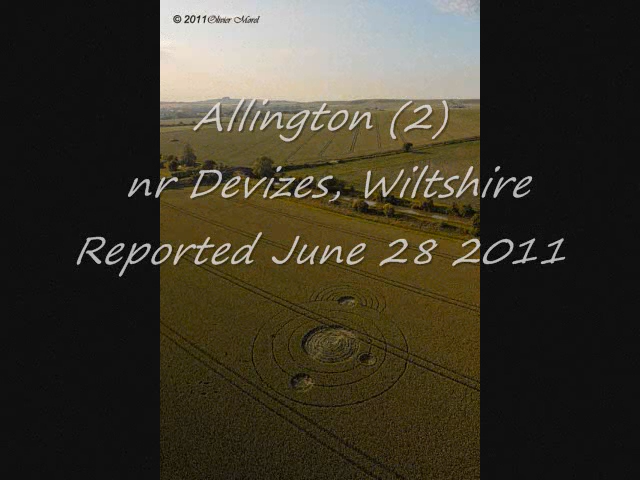 © 2011 Olivier Morel
Allington (2)
nr Devizes, Wiltshire
Reported June 28 2011